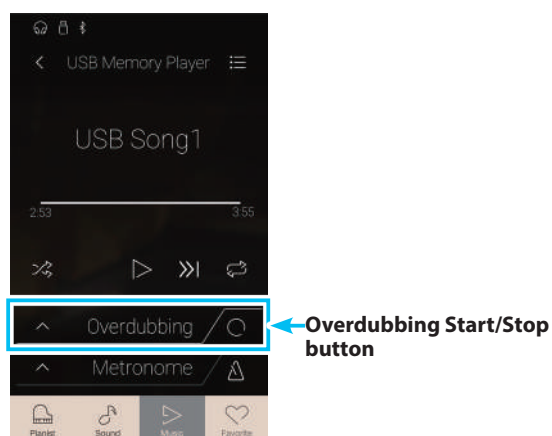 USB Memory Player
USB Song1
2:53 3:55
Overdubbing
Overdubbing Start/Stop
button
Metronome
Pianist Sound Music Favorite